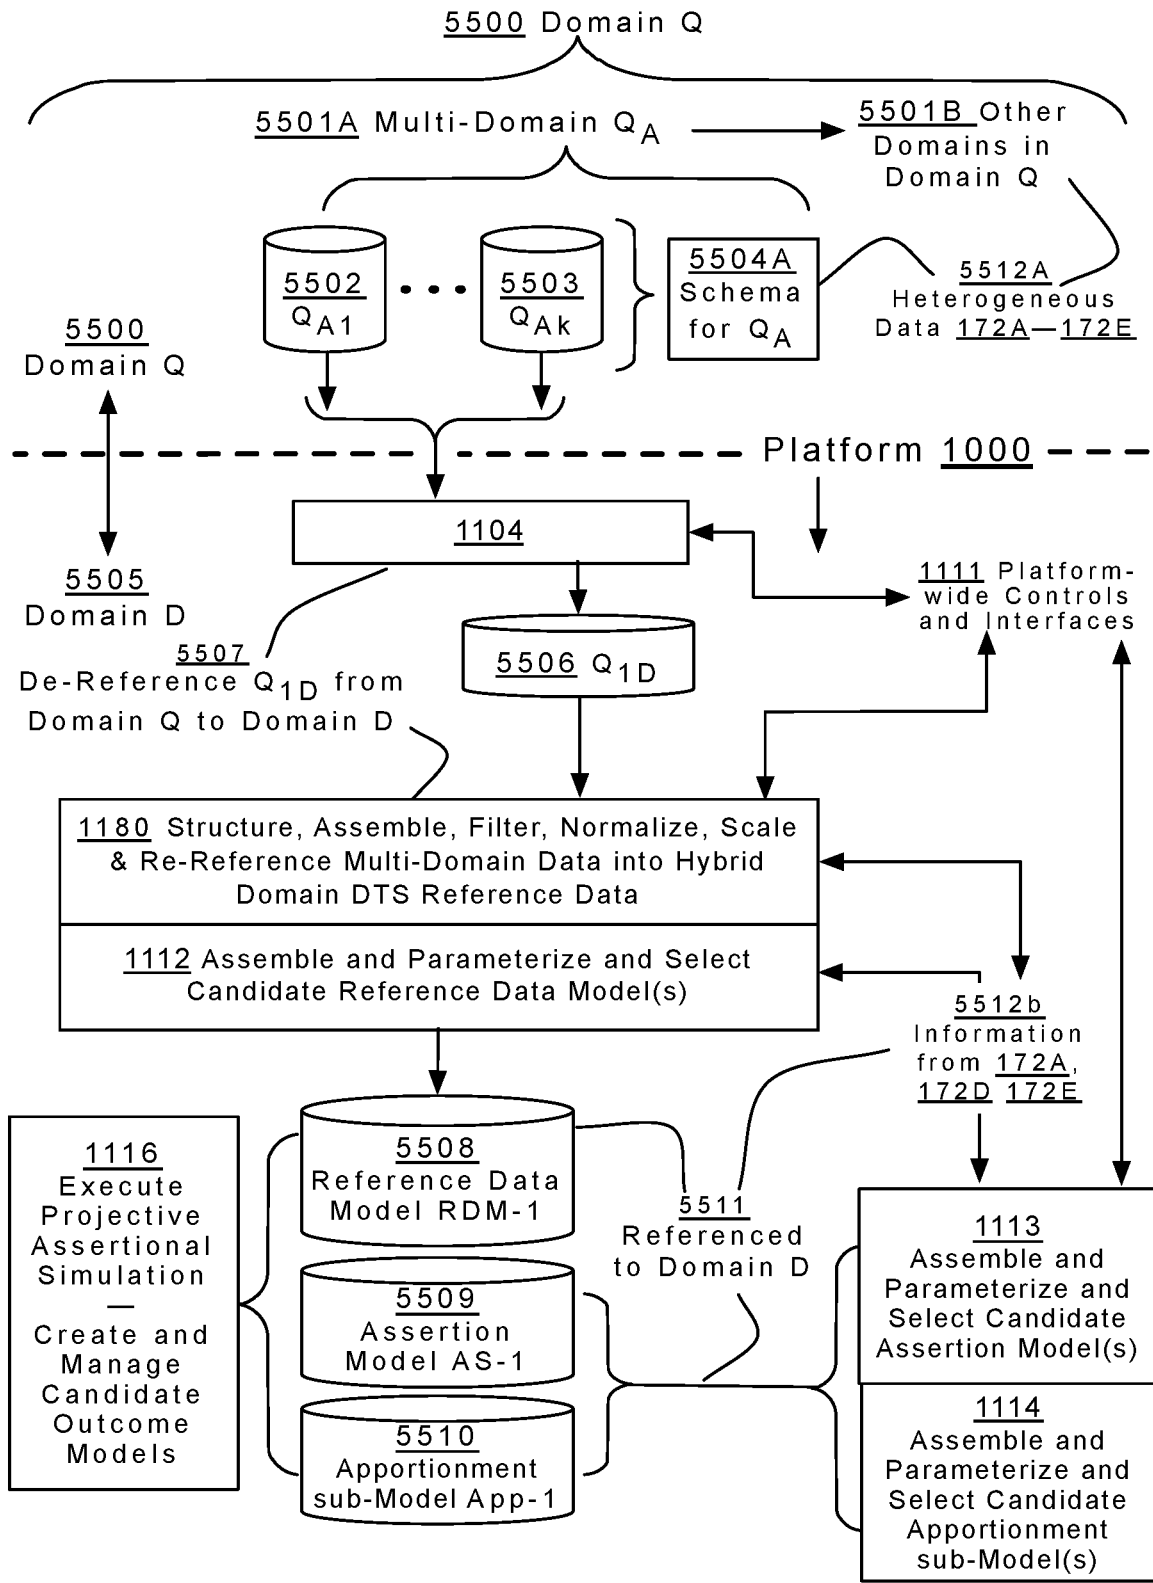 5500 Domain Q
5501A Multi-Domain QA
5501B Other
Domains in
Domain Q
5502
QA1
5503
QAk
5504A
Schema
for QA
5512A
Heterogeneous
Data 172A—172E
5500
Domain Q
Platform 1000
1104
5505
Domain D
1111 Platform-
wide Controls
and Interfaces
5507
De-Reference Q1D from
Domain Q to Domain D
5506 Q1D
1180 Structure, Assemble, Filter, Normalize, Scale
& Re-Reference Multi-Domain Data into Hybrid
Domain DTS Reference Data
1112 Assemble and Parameterize and Select
Candidate Reference Data Model(s)
5512b
Information
from 172A,
172D 172E
1116
Execute
Projective
Assertional
Simulation
—
Create and
Manage
Candidate
Outcome
Models
5508
Reference Data
Model RDM-1
5511
Referenced
to Domain D
5509
Assertion
Model AS-1
5510
Apportionment
sub-Model App-1
1113
Assemble and
Parameterize and
Select Candidate
Assertion Model(s)
1114
Assemble and
Parameterize and
Select Candidate
Apportionment
sub-Model(s)